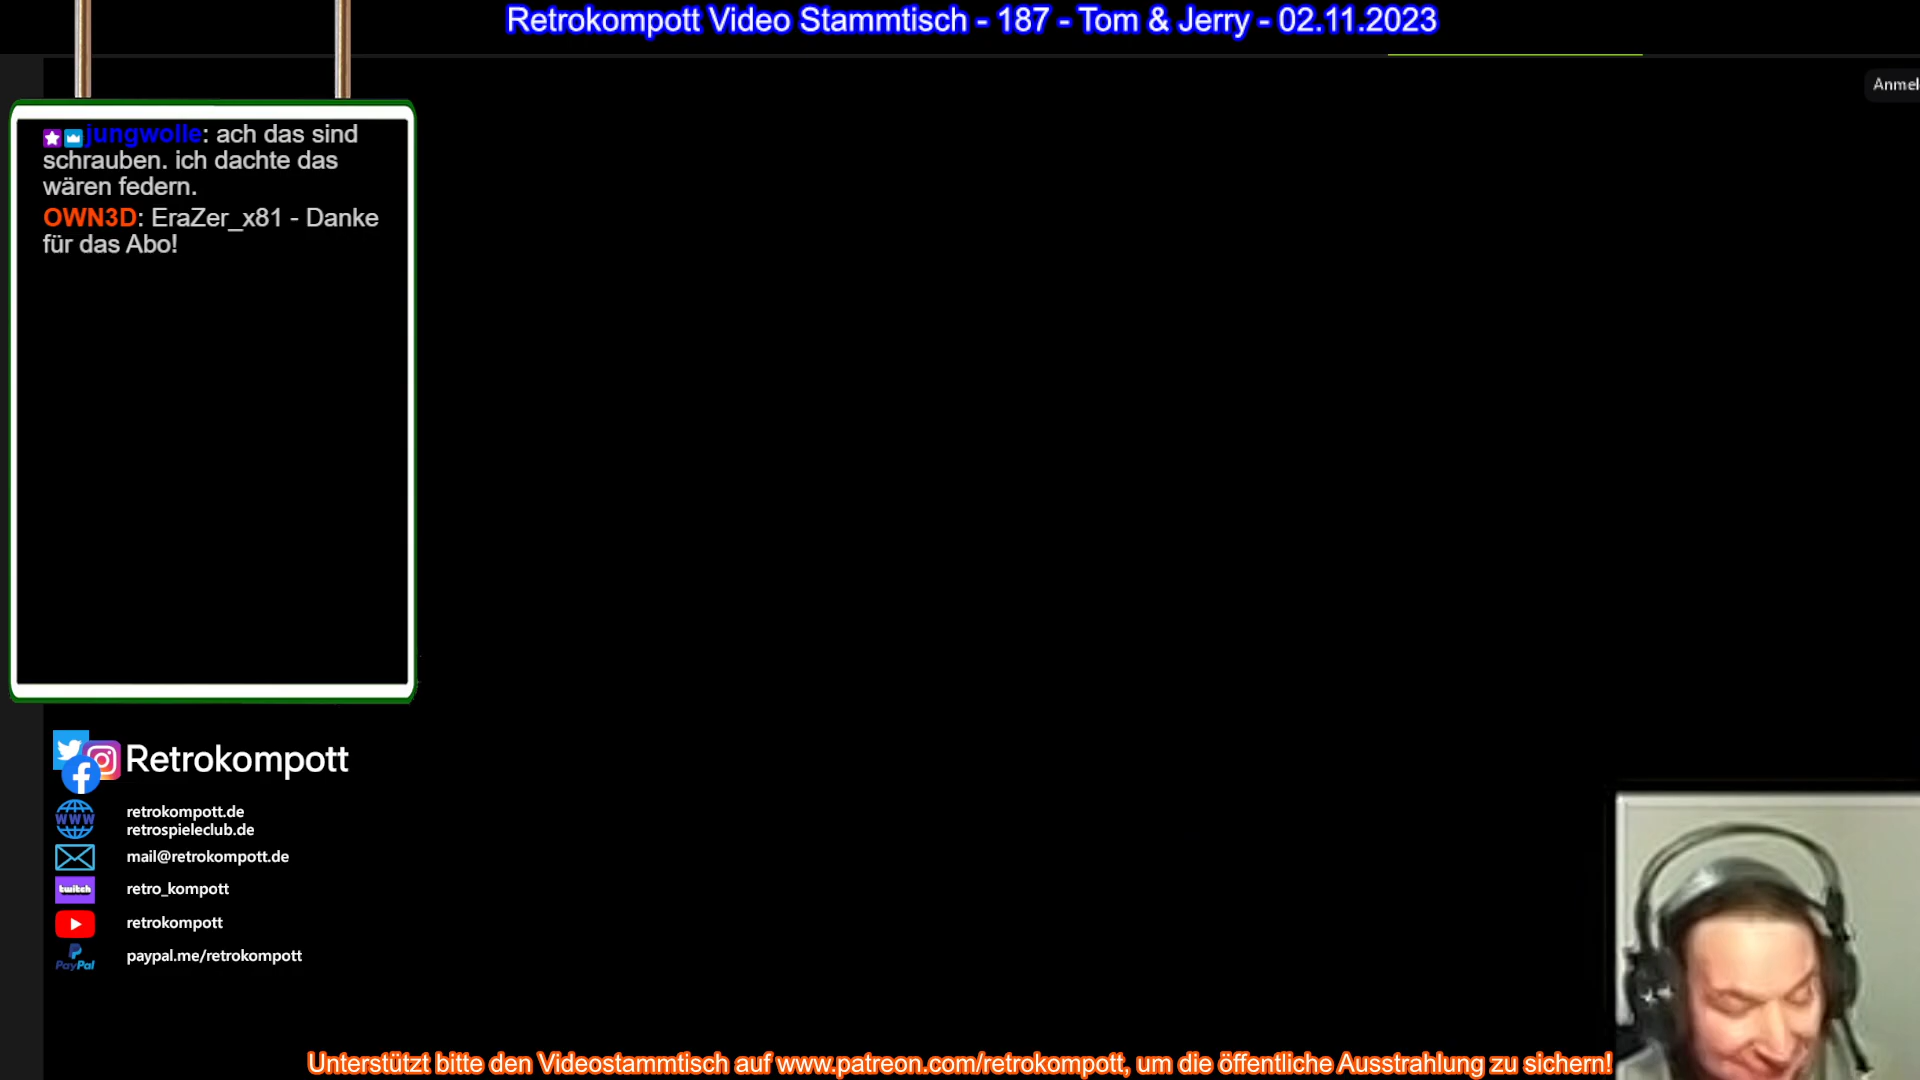 Retrokompott Video Stammtisch - 187 - Tom & Jerry - 02.11.2023
Anmel
jungwolle: ach das sind
schrauben. ich dachte das
wären federn.
OWN3D: EraZer_x81 - Danke
für das Abo!
Retrokompott
www
retrokompott.de
retrospieleclub.de
mail@retrokompott.de
twitch
retro_kompott
retrokompott
PayPal
paypal.me/retrokompott
Unterstützt bitte den Videostammtisch auf www.patreon.com/retrokompott, um die öffentliche Ausstrahlung zu sichern!